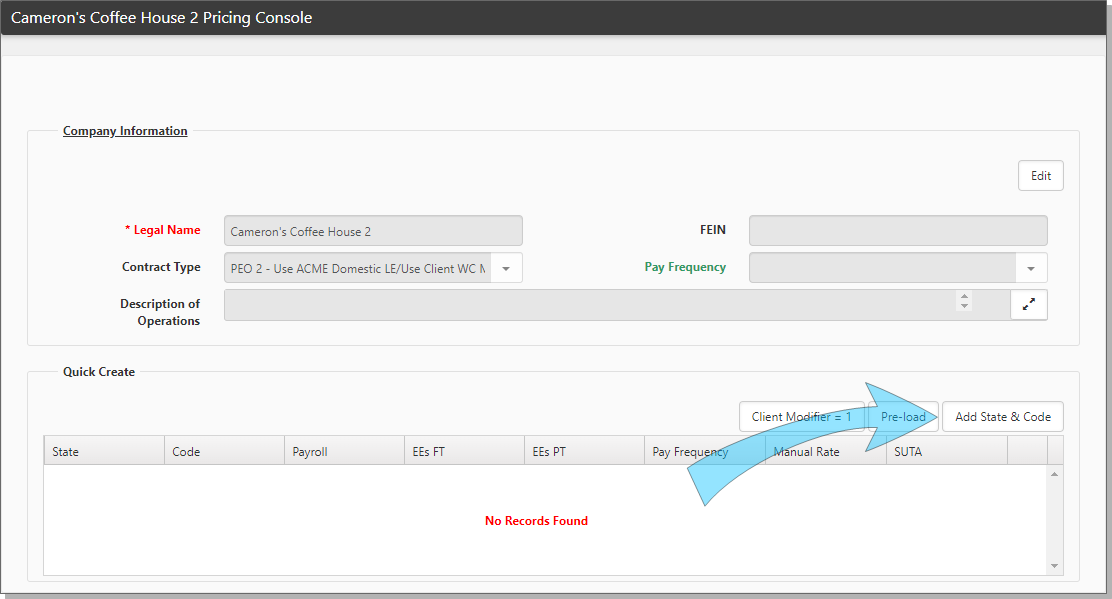 Cameron's Coffee House 2 Pricing Console
Company Information
Edit
* Legal Name
Cameron's Coffee House 2
FEIN
Contract Type
PEO 2 - Use ACME Domestic LE/Use Client WC
Pay Frequency
Description of
Operations
Quick Create
Client Modifier = 1
Pre-load
Add State & Code
State
Code
Payroll
EEs FT
EEs PT
Pay Frequency
Manual Rate
SUTA
No Records Found